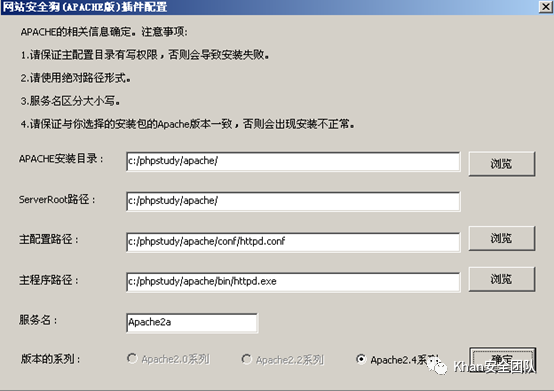 网站安全狗(APACHE版)插件配置
APACHE的相关信息确定。注意事项:
1.请保证主配置目录有写权限，否则会导致安装失败。
2.请使用绝对路径形式。
3.服务名区分大小写。
4.请保证与你选择的安装包的Apache版本一致，否则会出现安装不正常。
APACHE安装目录： c:/phpstudy/apache/ 浏览
ServerRoot路径： c:/phpstudy/apache/
主配置路径： c:/phpstudy/apache/conf/httpd.conf 浏览
主程序路径： c:/phpstudy/apache/bin/httpd.exe 浏览
服务名： Apache2a
版本的系列： Apache2.0系列 Apache2.2系列 Apache2.4系列 确定
Khan安全团队